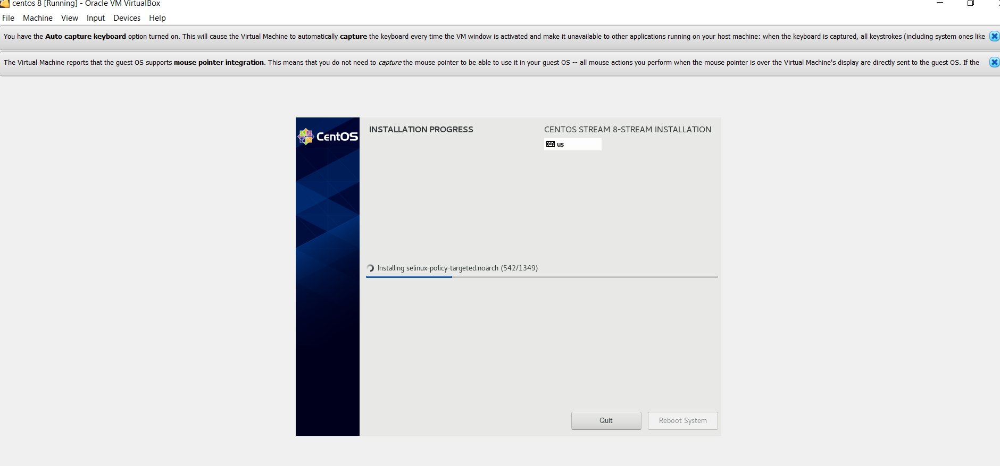 centos 8 [Running] - Oracle VM VirtualBox
File Machine View Input Devices Help
You have the Auto capture keyboard option turned on. This will cause the Virtual Machine to automatically capture the keyboard every time the VM window is activated and make it unavailable to other applications running on your host machine: when the keyboard is captured, all keystrokes (including system ones like
The Virtual Machine reports that the guest OS supports mouse pointer integration. This means that you do not need to capture the mouse pointer to be able to use it in your guest OS -- all mouse actions you perform when the mouse pointer is over the Virtual Machine's display are directly sent to the guest OS. If the
CentOS
INSTALLATION PROGRESS
CENTOS STREAM 8-STREAM INSTALLATION
us
Installing selinux-policy-targeted.noarch (542/1349)
Quit
Reboot System